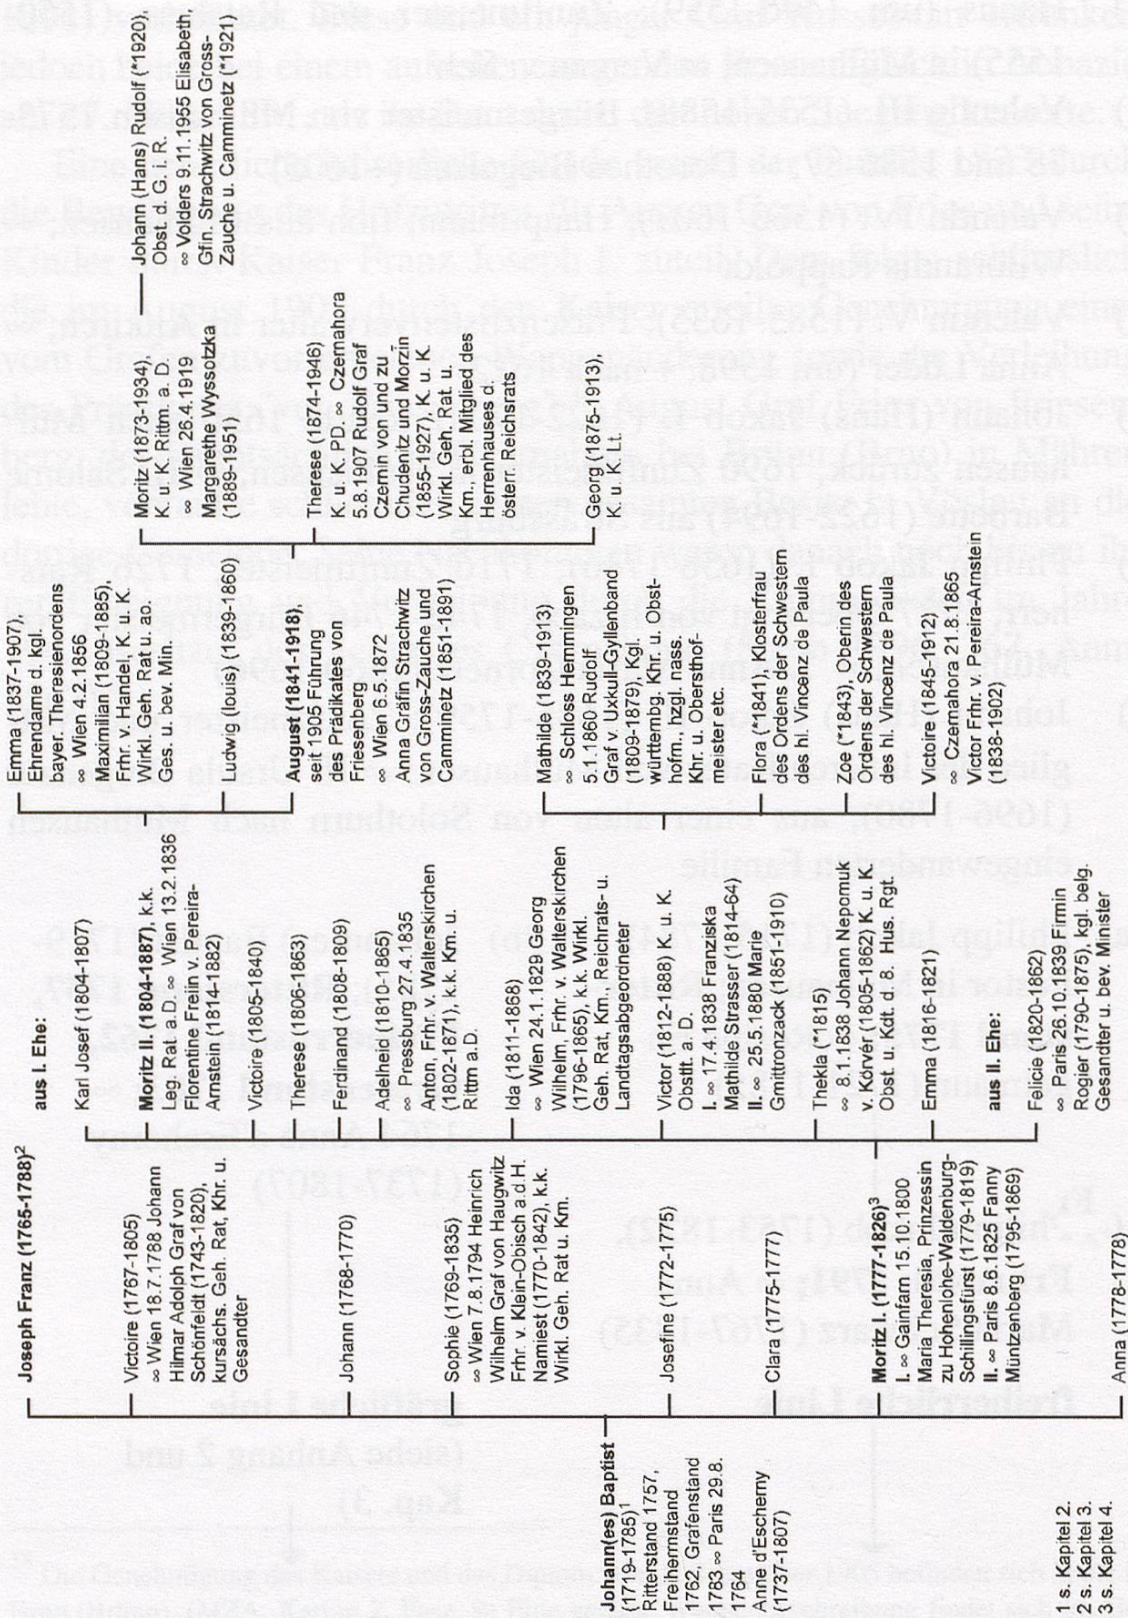 Johann(es) Baptist
(1719-1785)¹
Ritterstand 1757,
Freiherrnstand
1762, Grafenstand
1783 ∞ Paris 29.8.
1764
Anne d'Escherny
(1737-1807)
1 s. Kapitel 2.
2 s. Kapitel 3.
3 s. Kapitel 4.
Joseph Franz (1765-1788)²
Victoire (1767-1805)
∞ Wien 18.7.1788 Johann
Hilmar Adolph Graf von
Schönfeldt (1743-1820),
kursächs. Geh. Rat, Khr. u.
Gesandter
Johann (1768-1770)
Sophie (1769-1835)
∞ Wien 7.8.1794 Heinrich
Wilhelm Graf von Haugwitz
Frhr. v. Klein-Obisch a.d.H.
Namiest (1770-1842), k.k.
Wirkl. Geh. Rat u. Km.
Josefine (1772-1775)
Clara (1775-1777)
Moritz I. (1777-1826)³
I. ∞ Gainfarn 15.10.1800
Maria Theresia, Prinzessin
zu Hohenlohe-Waldenburg-
Schillingsfürst (1779-1819)
II. ∞ Paris 8.6.1825 Fanny
Müntzenberg (1795-1869)
Anna (1778-1778)
aus I. Ehe:
Karl Josef (1804-1807)
Moritz II. (1804-1887), k.k.
Leg. Rat a.D. ∞ Wien 13.2.1836
Florentine Freiin v. Pereira-
Arnstein (1814-1882)
Victoire (1805-1840)
Therese (1806-1863)
Ferdinand (1808-1809)
Adelheid (1810-1865)
∞ Pressburg 27.4.1835
Anton, Frhr. v. Walterskirchen
(1802-1871), k.k. Km. u.
Rittm a.D.
Ida (1811-1868)
∞ Wien 24.1.1829 Georg
Wilhelm, Frhr. v. Walterskirchen
(1796-1865), k.k. Wirkl.
Geh. Rat, Km. Reichrats- u.
Landtagsabgeordneter
Victor (1812-1888) K. u. K.
Obsttlt. a.D.
I. ∞ 17.4.1838 Franziska
Mathilde Strasser (1814-64)
II. ∞ 25.5.1880 Marie
Gmitronzack (1851-1910)
Thekla (*1815)
∞ 8.1.1838 Johann Nepomuk
v. Kónyér (1805-1862) K. u. K.
Obst. u. Kdt. d. 8. Hus. Rgt.
Emma (1816-1821)
aus II. Ehe:
Felicie (1820-1862)
∞ Paris 26.10.1839 Firmin
Rogier (1790-1875), kgl. belg.
Gesandter u. bev. Minister
Emma (1837-1907),
Ehrendame d. kgl.
bayer. Theresienordens
∞ Wien 4.2.1856
Maximilian (1809-1885),
Frhr. v. Handel, K. u. K.
Wirkl. Geh. Rat u. ao.
Ges. u. bev. Min.
Ludwig (louis) (1839-1860)
August (1841-1918),
seit 1905 Führung
des Prädikates von
Friesenberg
∞ Wien 6.5.1872
Anna Gräfin Strachwitz
von Gross-Zauche und
Camminetz (1851-1891)
Mathilde (1839-1913)
∞ Schloss Hemmingen
5.1.1860 Rudolf
Graf v. Uxkull-Gyllenband
(1809-1879) Kgl.
württembg. Khr. u. Obst-
hofm., hzgl. nass.
Khr. u. Obersthof-
meister etc.
Flora (*1841), Klosterfrau
des Ordens der Schwestern
des hl. Vincenz de Paula
Zoë (*1843), Oberin des
Ordens der Schwestern
des hl. Vincenz de Paula
Victoire (1845-1912)
∞ Czernahora 21.8.1865
Victor Frhr. v. Pereira-Arnstein
(1838-1902)
Moritz (1873-1934)
K. u. K. Rittm. a. D.
∞ Wien 26.4.1919
Margaretha Wyssotzka
(1889-1951)
Therese (1874-1946)
K. u. K. PD. ∞ Czernahora
5.8.1907 Rudolf Graf
Czernin von und zu
Chudenitz und Morzin
(1855-1927), K. u. K.
Wirkl. Geh. Rat. u.
Km. erbl. Mitglied des
Herrenhauses d.
österr. Reichsrats
Georg (1875-1913),
K. u K. Lt.
Johann (Hans) Rudolf (*1920),
Obst. d. G. i. R.
∞ Volders 9.11.1955 Elisabeth,
Gfin. Strachwitz von Gross-
Zauche u. Camminetz (*1921)